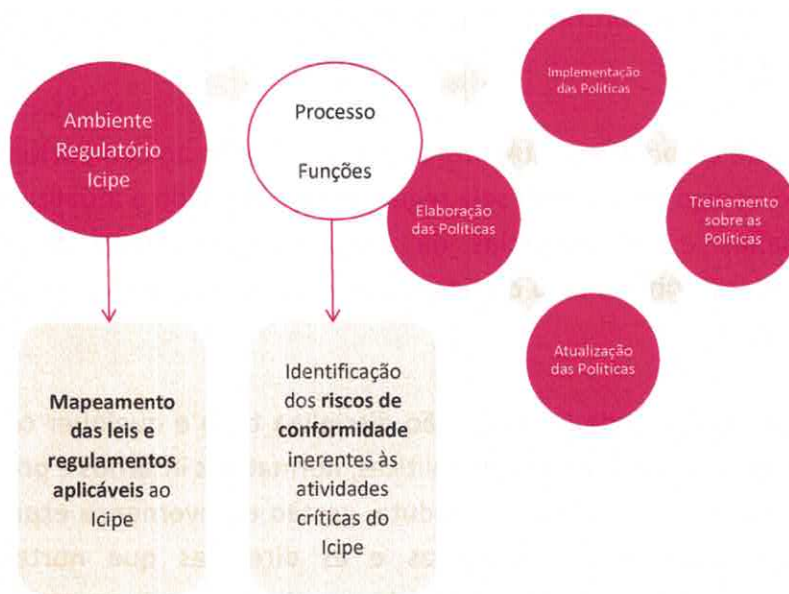 Ambiente
Regulatório
Icipe
Processo
Funções
Implementação
das Políticas
Elaboração
das Políticas
Treinamento
sobre as
Políticas
Atualização
das Políticas
Mapeamento
das leis e
regulamentos
aplicáveis ao
Icipe
Identificação
dos riscos de
conformidade
inerentes às
atividades
críticas do
Icipe